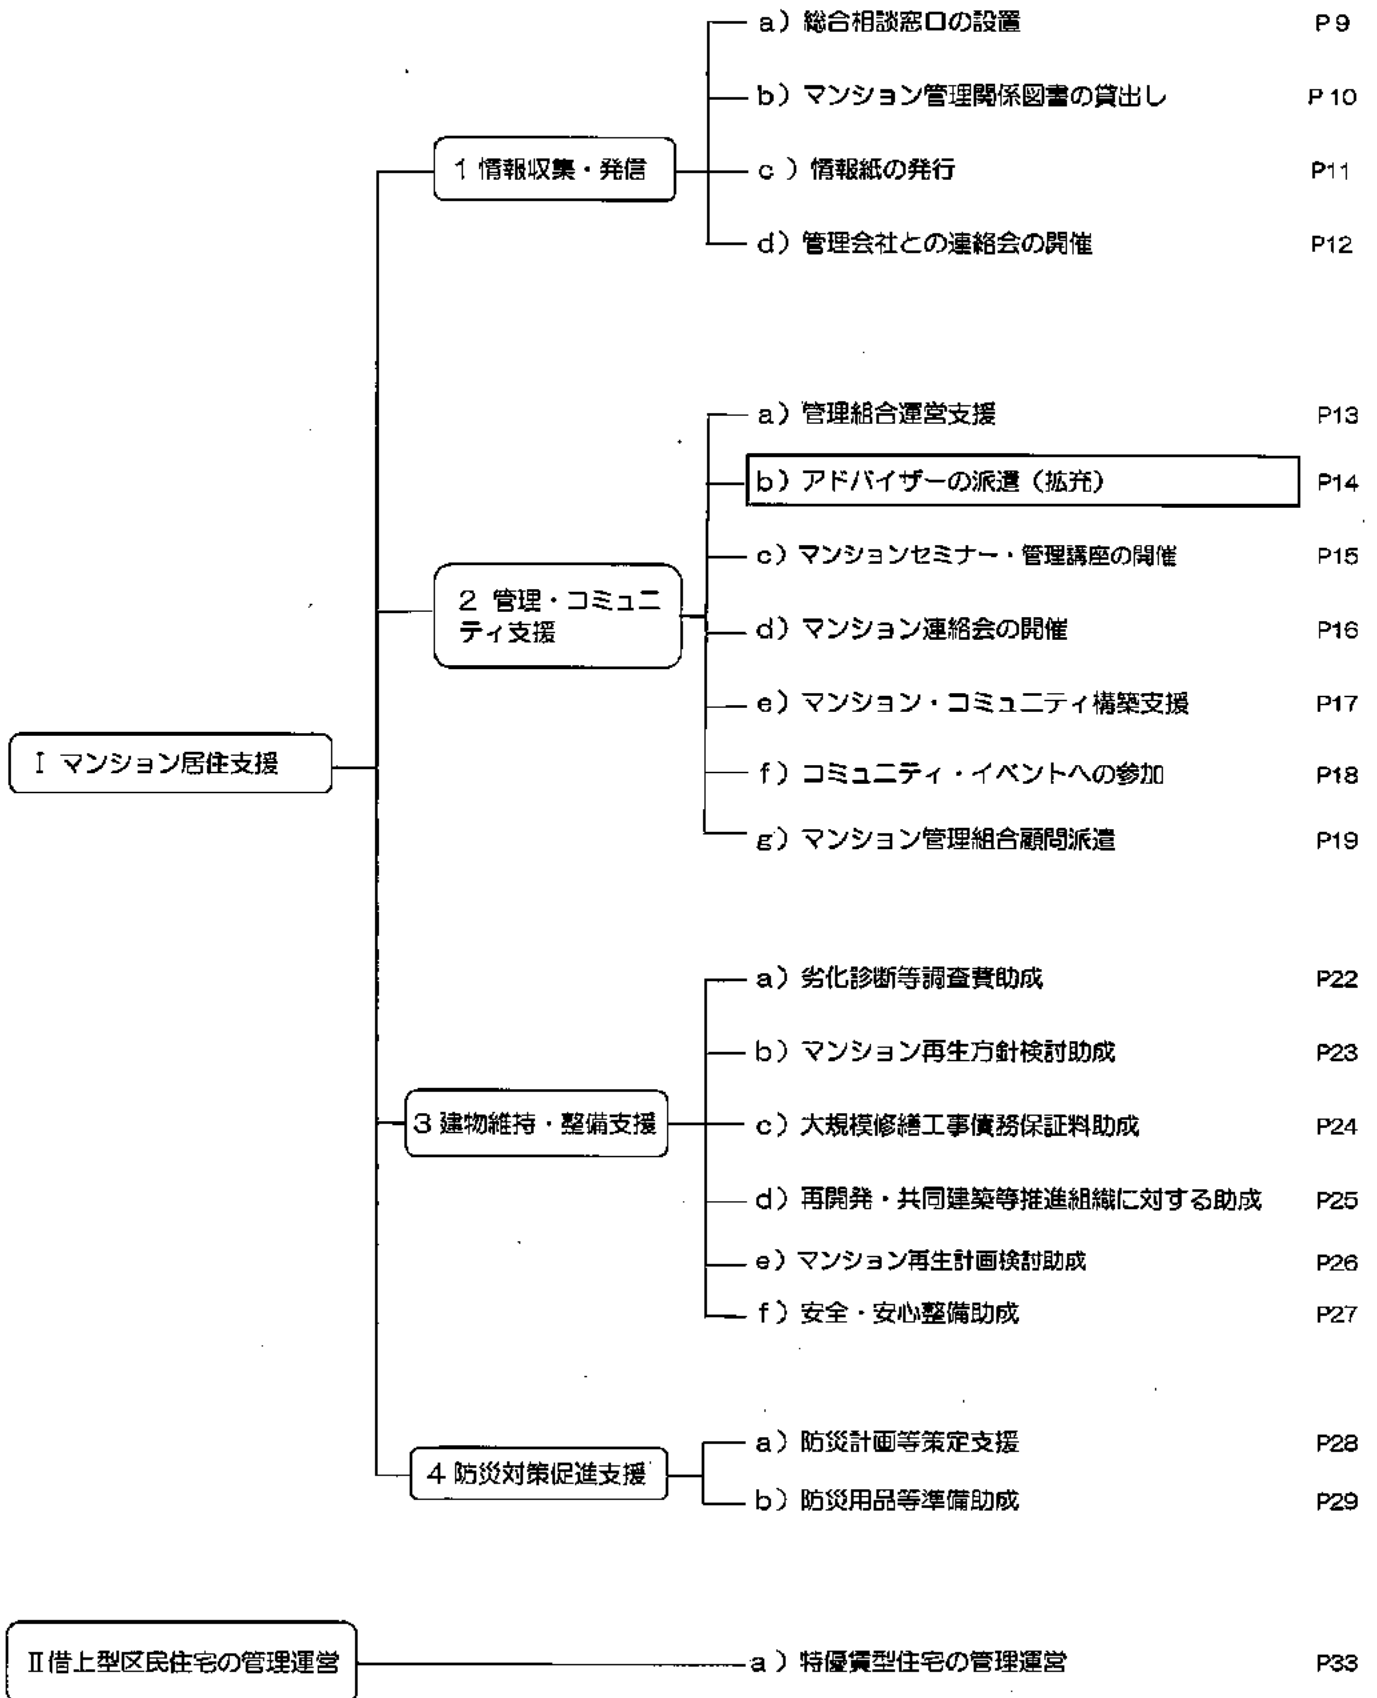 Ⅰ マンション居住支援
1 情報収集・発信
a）総合相談窓口の設置 P9
b）マンション管理関係図書の貸出し P10
c）情報紙の発行 P11
d）管理会社との連絡会の開催 P12
2 管理・コミュニ
ティ支援
a）管理組合運営支援 P13
b）アドバイザーの派遣（拡充） P14
c）マンションセミナー・管理講座の開催 P15
d）マンション連絡会の開催 P16
e）マンション・コミュニティ構築支援 P17
f）コミュニティ・イベントへの参加 P18
g）マンション管理組合顧問派遣 P19
3 建物維持・整備支援
a）劣化診断等調査費助成 P22
b）マンション再生方針検討助成 P23
c）大規模修繕工事債務保証料助成 P24
d）再開発・共同建築等推進組織に対する助成 P25
e）マンション再生計画検討助成 P26
f）安全・安心整備助成 P27
4 防災対策促進支援
a）防災計画等策定支援 P28
b）防災用品等準備助成 P29
Ⅱ借上型区民住宅の管理運営
a）特優賃型住宅の管理運営 P33